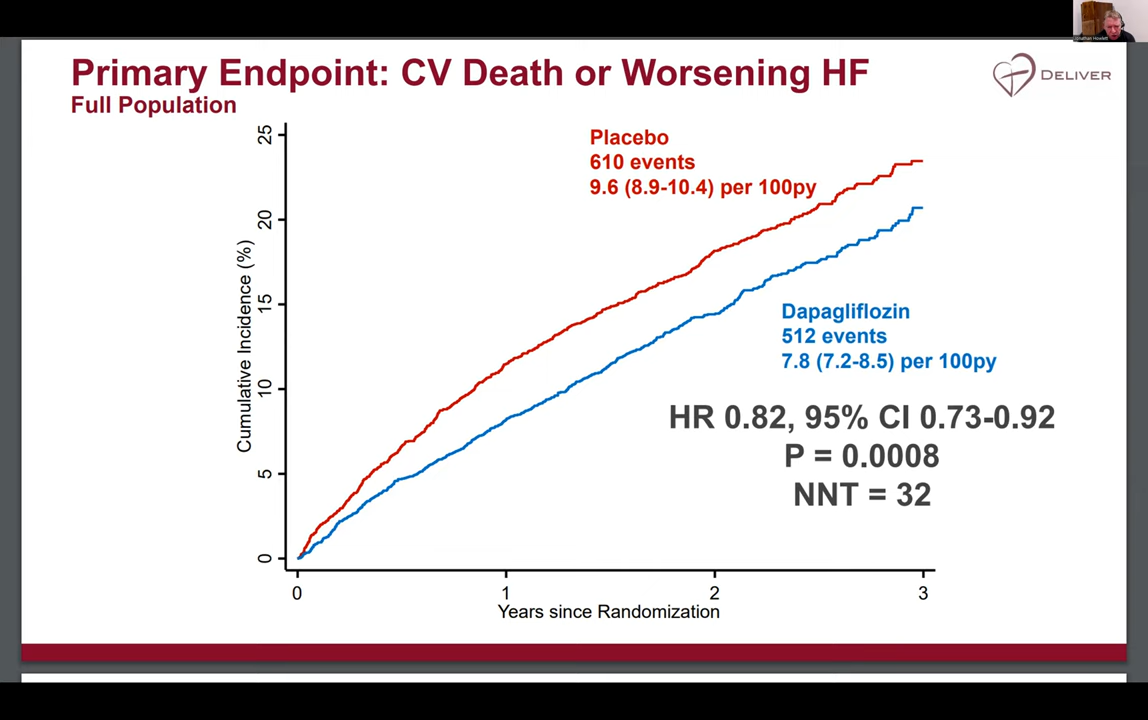 Primary Endpoint: CV Death or Worsening HF
Full Population
DELIVER
Jonathan Howlett
Cumulative Incidence (%)
25
20
15
10
5
0
Placebo
610 events
9.6 (8.9-10.4) per 100py
Dapagliflozin
512 events
7.8 (7.2-8.5) per 100py
HR 0.82, 95% CI 0.73-0.92
P = 0.0008
NNT = 32
0 1 2 3
Years since Randomization